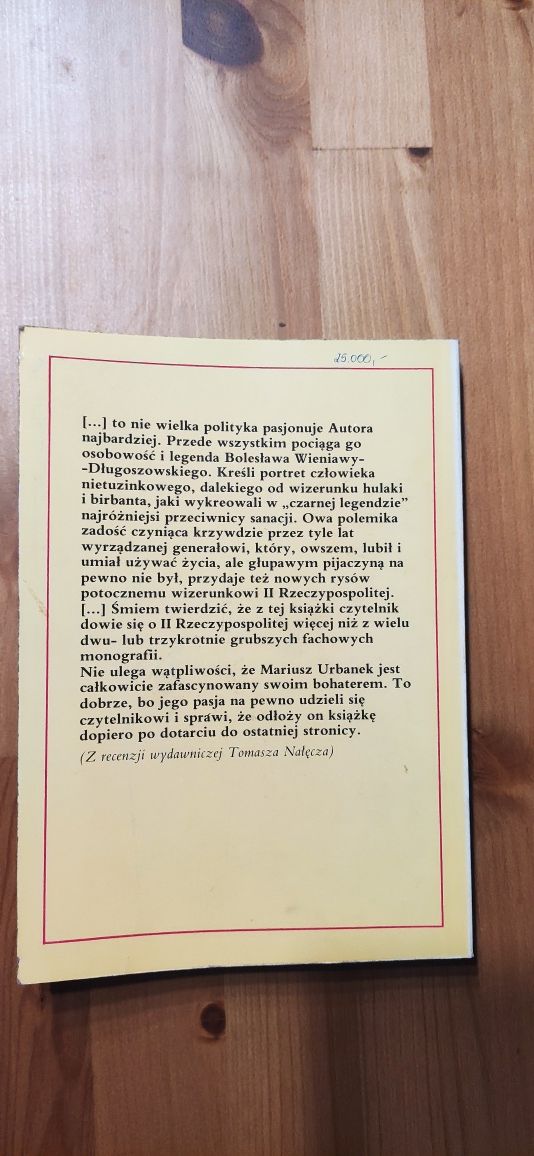 25.000,-
[...] to nie wielka polityka pasjonuje Autora
najbardziej. Przede wszystkim pociąga go
osobowość i legenda Bolesława Wieniawy-
-Długoszowskiego. Kreśli portret człowieka
nietuzinkowego, dalekiego od wizerunku hulaki
i birbanta, jaki wykreowali w „czarnej legendzie”
najróżniejsi przeciwnicy sanacji. Owa polemika
zadość czyniąca krzywdzie przez tyle lat
wyrządzanej generałowi, który, owszem, lubił i
umiał używać życia, ale głupawym pijaczyną na
pewno nie był, przydaje też nowych rysów
potocznemu wizerunkowi II Rzeczypospolitej.
[...] Śmiem twierdzić, że z tej książki czytelnik
dowie się o II Rzeczypospolitej więcej niż z wielu
dwu- lub trzykrotnie grubszych fachowych
monografii.
Nie ulega wątpliwości, że Mariusz Urbanek jest
całkowicie zafascynowany swoim bohaterem. To
dobrze, bo jego pasja na pewno udzieli się
czytelnikowi i sprawi, że odłoży on książkę
dopiero po dotarciu do ostatniej stronicy.
(Z recenzji wydawniczej Tomasza Nałęcza)